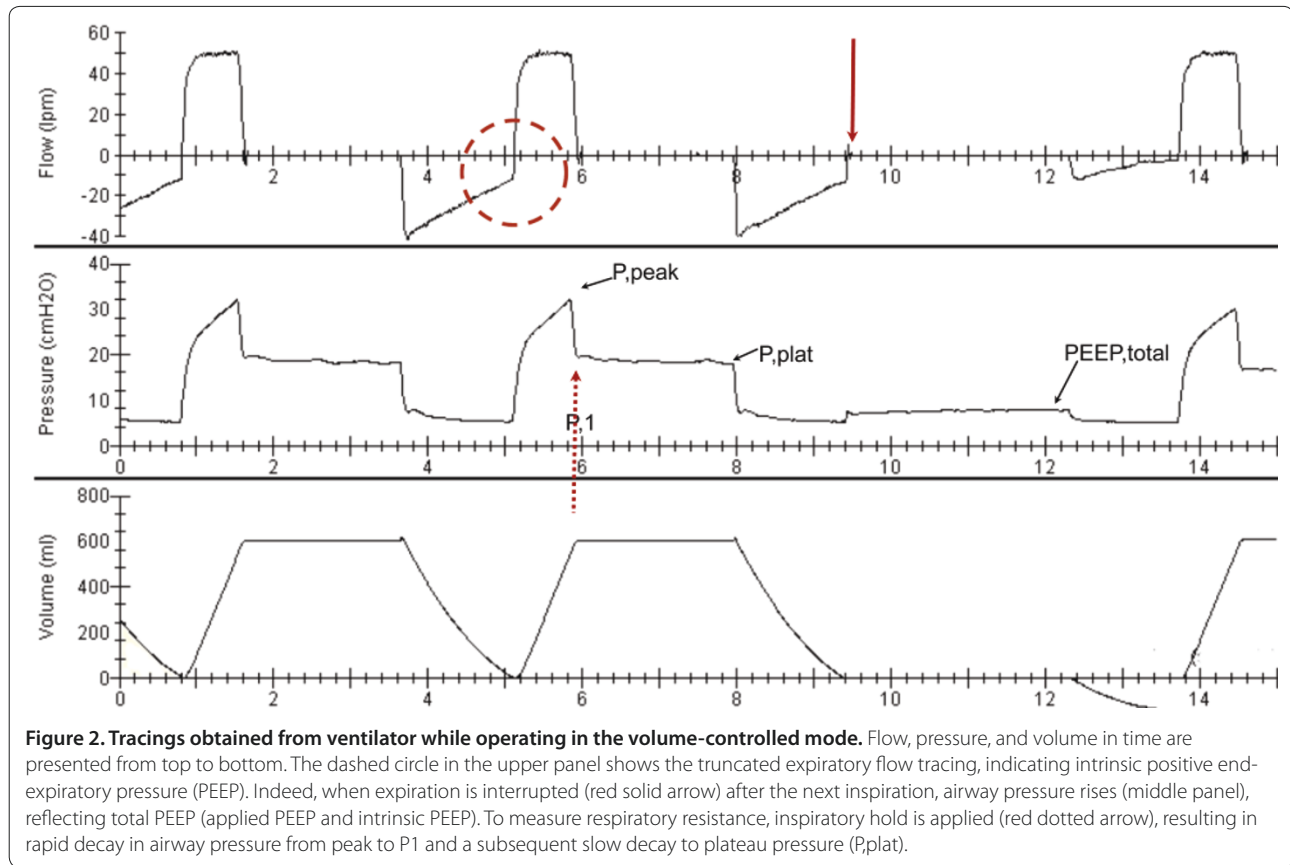 60
40
20
0
-20
-40
Flow (lpm)
2 4 6 8 10 12 14
40
30
20
10
0
Pressure (cmH2O)
P,peak
P,plat
PEEP,total
P,1
0 2 4 6 8 10 12 14
800
600
400
200
0
Volume (ml)
0 2 4 6 8 10 12 14
Figure 2. Tracings obtained from ventilator while operating in the volume-controlled mode. Flow, pressure, and volume in time are
presented from top to bottom. The dashed circle in the upper panel shows the truncated expiratory flow tracing, indicating intrinsic positive end-
expiratory pressure (PEEP). Indeed, when expiration is interrupted (red solid arrow) after the next inspiration, airway pressure rises (middle panel),
reflecting total PEEP (applied PEEP and intrinsic PEEP). To measure respiratory resistance, inspiratory hold is applied (red dotted arrow), resulting in
rapid decay in airway pressure from peak to P1 and a subsequent slow decay to plateau pressure (P,plat).